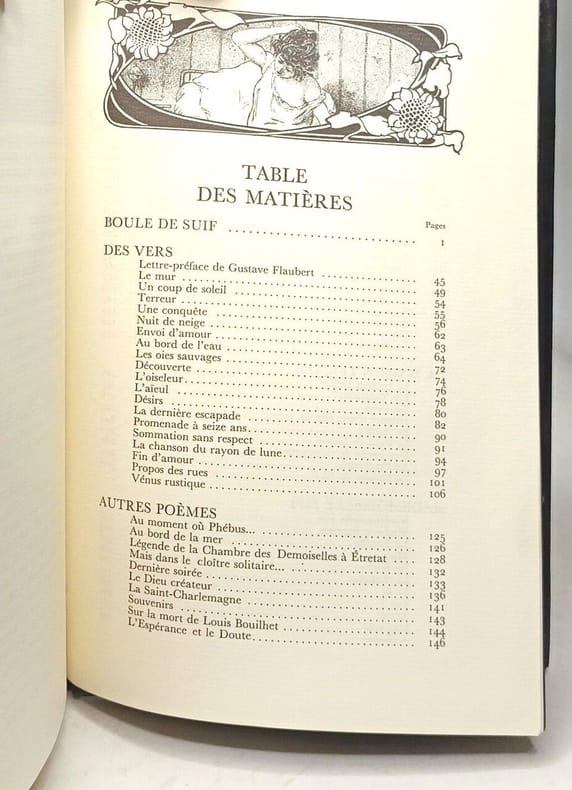 TABLE
DES MATIÈRES
Pages
BOULE DE SUIF .......................... 1
DES VERS
Lettre-préface de Gustave Flaubert .......... 45
Le mur .......... 49
Un coup de soleil .......... 54
Terreur .......... 55
Une conquête .......... 56
Nuit de neige .......... 62
Envoi d'amour .......... 63
Au bord de l'eau .......... 64
Les oies sauvages .......... 72
Découverte .......... 74
L'oiseleur .......... 76
L'aïeul .......... 78
Désirs .......... 80
La dernière escapade .......... 82
Promenade à seize ans .......... 90
Sommation sans respect .......... 91
La chanson du rayon de lune .......... 94
Fin d'amour .......... 97
Propos des rues .......... 101
Vénus rustique .......... 106
AUTRES POÈMES
Au moment où Phébus... .......... 125
Au bord de la mer .......... 126
Légende de la Chambre des Demoiselles à Étretat .... 128
Mais dans le cloître solitaire... .......... 132
Dernière soirée .......... 133
Le Dieu créateur .......... 136
La Saint-Charlemagne .......... 141
Souvenirs .......... 143
Sur la mort de Louis Bouilhet .......... 144
L'Espérance et le Doute .......... 146